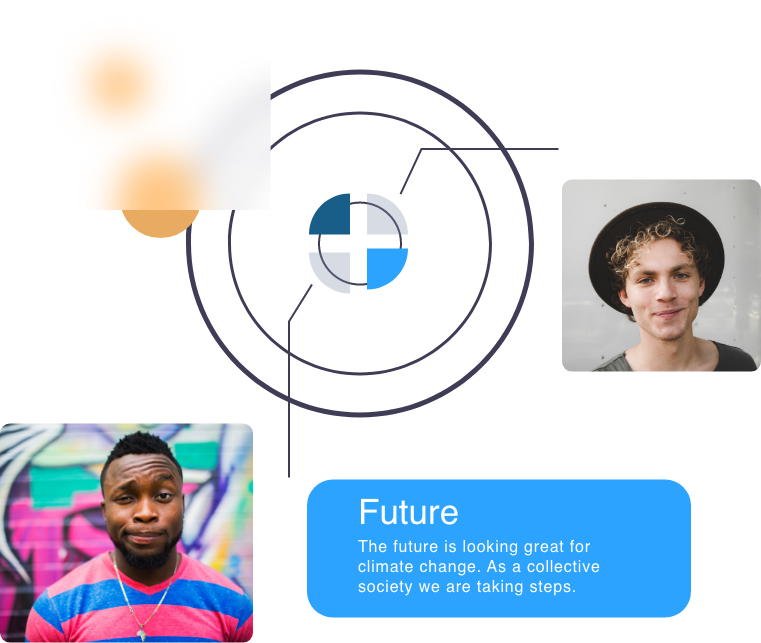 Future
The future is looking great for
climate change. As a collective
society we are taking steps.